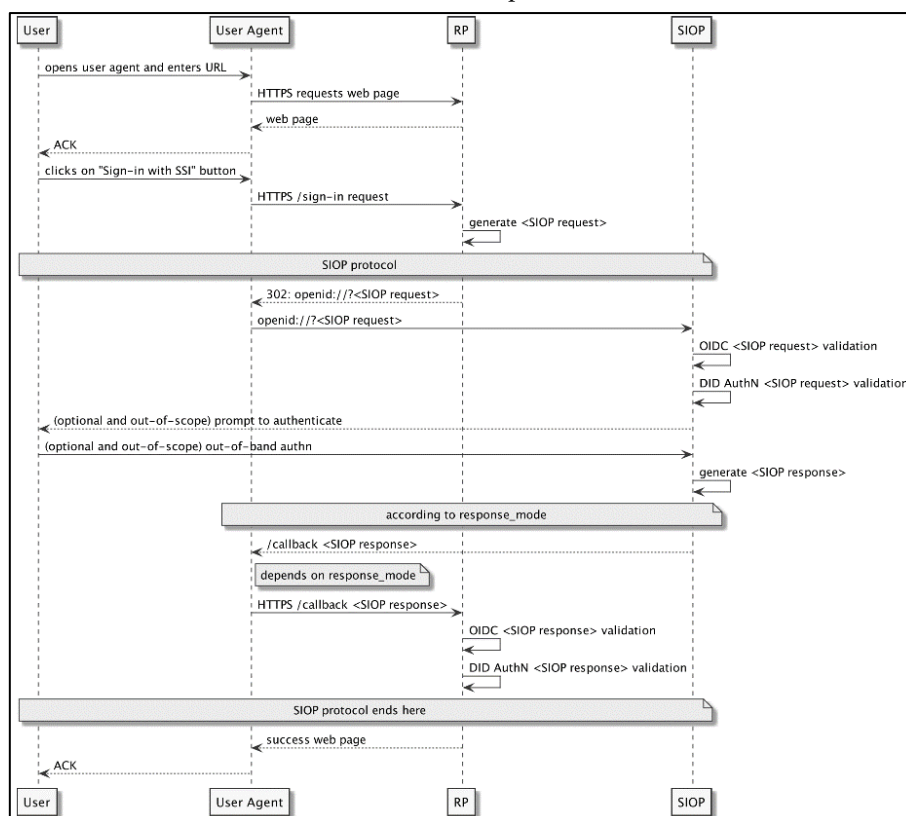 User User Agent RP SIOP
opens user agent and enters URL
HTTPS requests web page
web page
ACK
clicks on "Sign-in with SSI" button
HTTPS /sign-in request
generate <SIOP request>
SIOP protocol
302: openid://?<SIOP request>
openid://?<SIOP request>
OIDC <SIOP request> validation
DID AuthN <SIOP request> validation
(optional and out-of-scope) prompt to authenticate
(optional and out-of-scope) out-of-band authn
generate <SIOP response>
according to response_mode
/callback <SIOP response>
depends on response_mode
HTTPS /callback <SIOP response>
OIDC <SIOP response> validation
DID AuthN <SIOP response> validation
SIOP protocol ends here
success web page
ACK
User User Agent RP SIOP